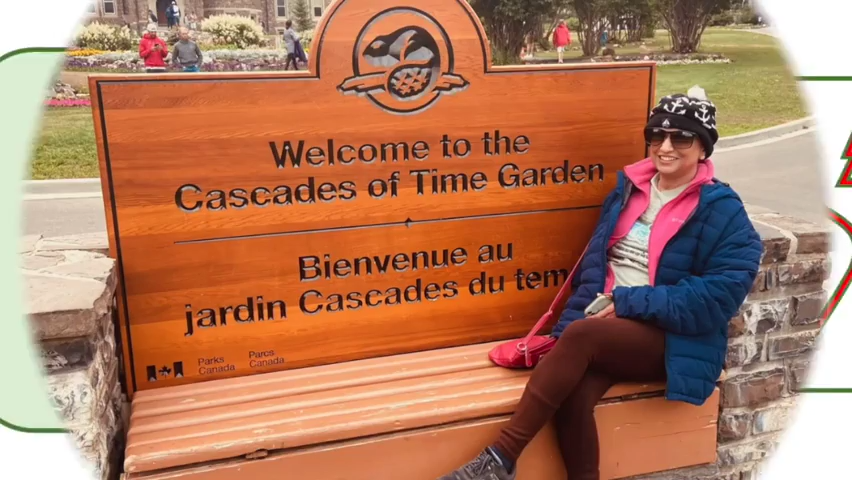 Welcome to the
Cascades of Time Garden
Bienvenue au
jardin Cascades du tem
Parks Parcs
Canada Canada